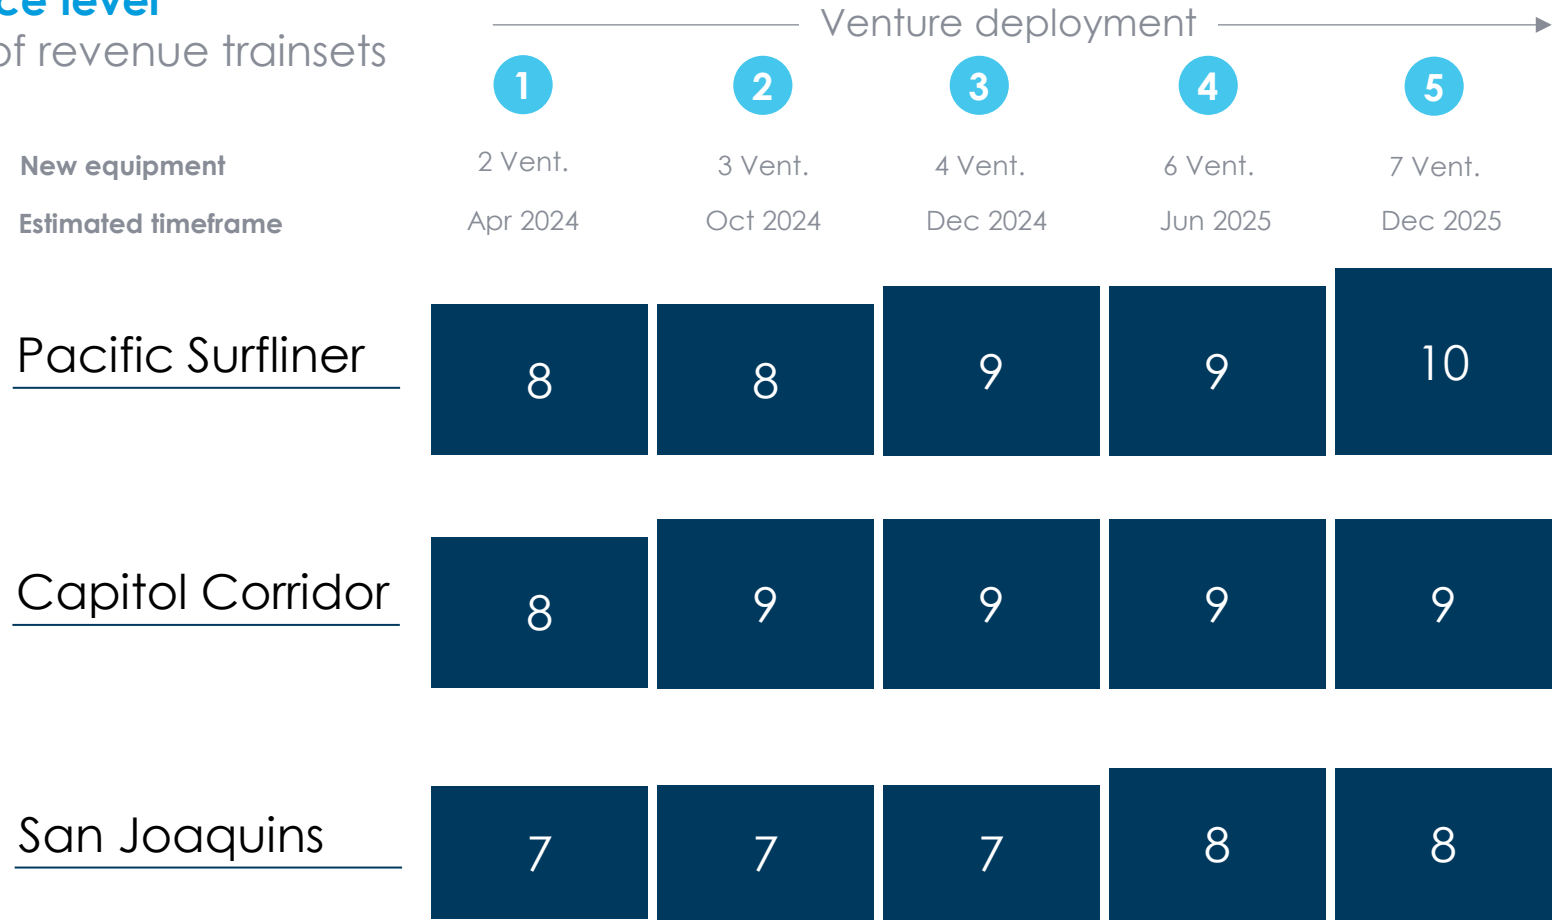 level
of revenue trainsets
Venture deployment
1 2 3 4 5
New equipment 2 Vent. 3 Vent. 4 Vent. 6 Vent. 7 Vent.
Estimated timeframe Apr 2024 Oct 2024 Dec 2024 Jun 2025 Dec 2025
Pacific Surfliner 8 8 9 9 10
Capitol Corridor 8 9 9 9 9
San Joaquins 7 7 7 8 8